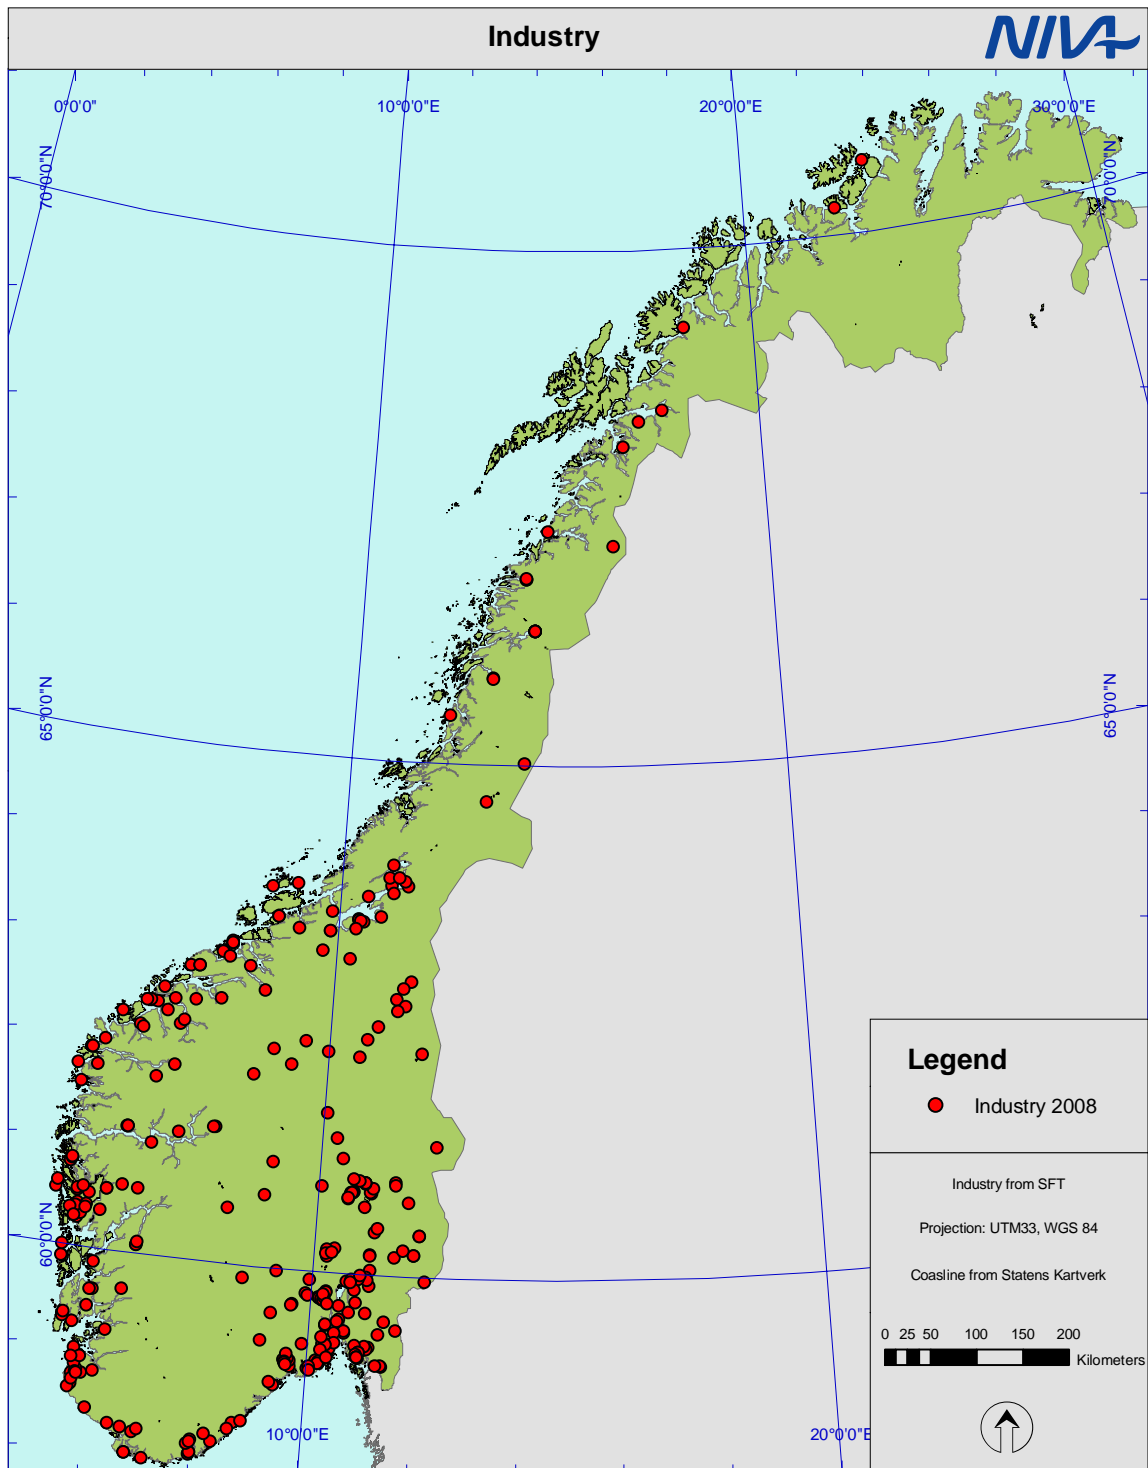 Industry
NIVA
0°0'0"
10°0'0"E
20°0'0"E
30°0'0"E
70°0'0"N
70°0'0"N
65°0'0"N
65°0'0"N
60°0'0"N
10°0'0"E
20°0'0"E
Legend
Industry 2008
Industry from SFT
Projection: UTM33, WGS 84
Coasline from Statens Kartverk
0 25 50 100 150 200
Kilometers